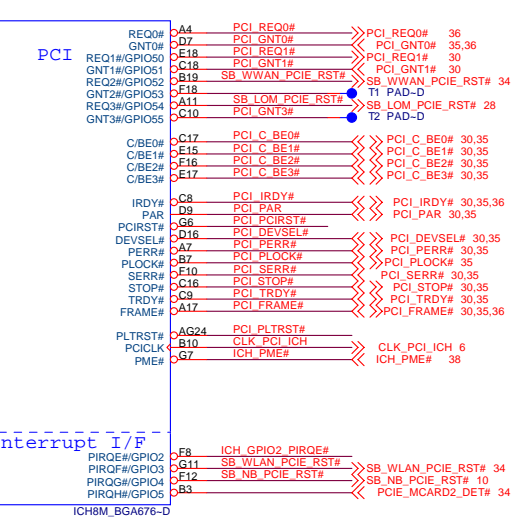 PCI
REQ0# A4 PCI_REQ0# PCI_REQ0# 36
GNT0# D7 PCI_GNT0# PCI_GNT0# 35,36
REQ1#/GPIO50 E18 PCI_REQ1# PCI_REQ1# 30
GNT1#/GPIO51 C18 PCI_GNT1# PCI_GNT1# 30
REQ2#/GPIO52 B19 SB_WWAN_PCIE_RST# SB_WWAN_PCIE_RST# 34
GNT2#/GPIO53 F18 T1 PAD~D
REQ3#/GPIO54 A11 SB_LOM_PCIE_RST# SB_LOM_PCIE_RST# 28
GNT3#/GPIO55 C10 PCI_GNT3# T2 PAD~D
C/BE0# C17 PCI_C_BE0# PCI_C_BE0# 30,35
C/BE1# E15 PCI_C_BE1# PCI_C_BE1# 30,35
C/BE2# F16 PCI_C_BE2# PCI_C_BE2# 30,35
C/BE3# E17 PCI_C_BE3# PCI_C_BE3# 30,35
IRDY# C8 PCI_IRDY# PCI_IRDY# 30,35,36
PAR D9 PCI_PAR PCI_PAR 30,35
PCIRST# G6 PCI_PCIRST#
DEVSEL# D16 PCI_DEVSEL# PCI_DEVSEL# 30,35
PERR# A7 PCI_PERR# PCI_PERR# 30,35
PLOCK# B7 PCI_PLOCK# PCI_PLOCK# 35
SERR# F10 PCI_SERR# PCI_SERR# 30,35
STOP# C16 PCI_STOP# PCI_STOP# 30,35
TRDY# C9 PCI_TRDY# PCI_TRDY# 30,35
FRAME# A17 PCI_FRAME# PCI_FRAME# 30,35,36
PLTRST# AG24 PCI_PLTRST#
PCICLK B10 CLK_PCI_ICH CLK_PCI_ICH 6
PME# G7 ICH_PME# ICH_PME# 38
nterrupt I/F
PIRQE#/GPIO2 F8 ICH_GPIO2_PIRQE#
PIRQF#/GPIO3 G11 SB_WLAN_PCIE_RST# SB_WLAN_PCIE_RST# 34
PIRQG#/GPIO4 F12 SB_NB_PCIE_RST# SB_NB_PCIE_RST# 10
PIRQH#/GPIO5 B3 PCIE_MCARD2_DET# 34
ICH8M_BGA676~D